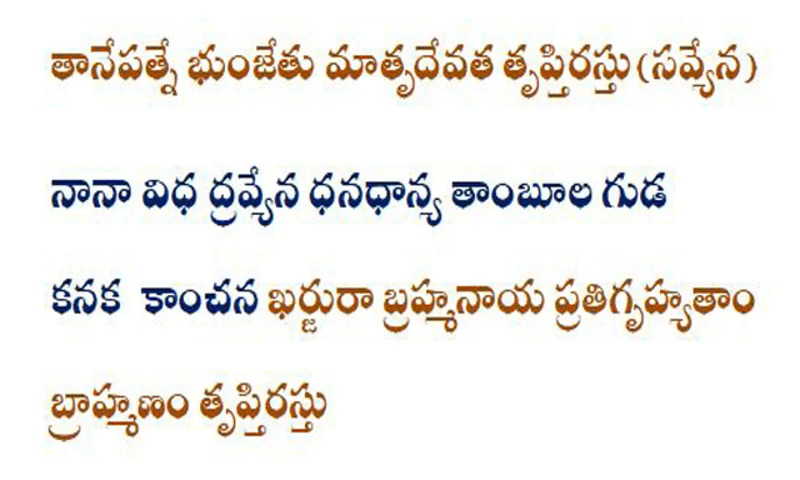 తానేపత్నే భుంజేతు మాతృదేవత తృప్తిరస్తు (సవ్యేన)
నానా విధ ద్రవ్యేన ధనధాన్య తాంబూల గుడ
కనక కాంచన ఖర్జురా బ్రహ్మనాయ ప్రతిగృహ్యతాం
బ్రాహ్మణం తృప్తిరస్తు